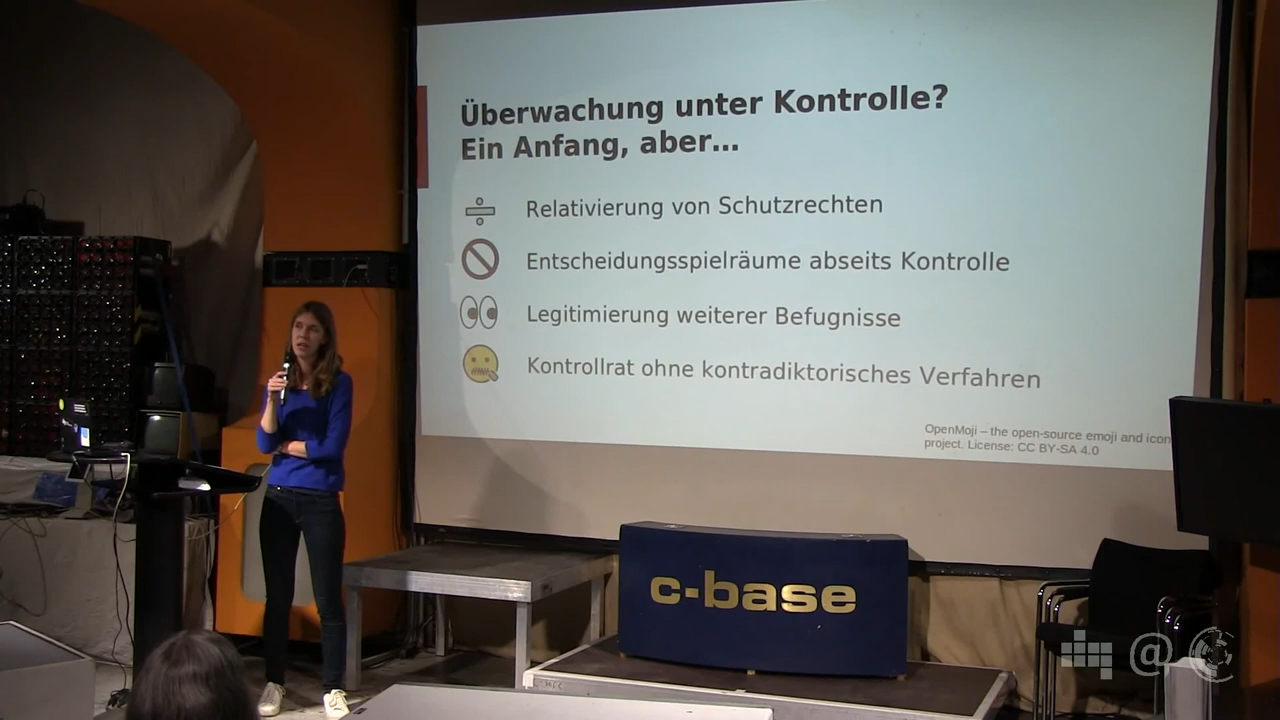 Überwachung unter Kontrolle?
Ein Anfang, aber...
Relativierung von Schutzrechten
Entscheidungsspielräume abseits Kontrolle
Legitimierung weiterer Befugnisse
Kontrollrat ohne kontradiktorisches Verfahren
OpenMoji – the open-source emoji and icon
project. License: CC BY-SA 4.0
c-base
@